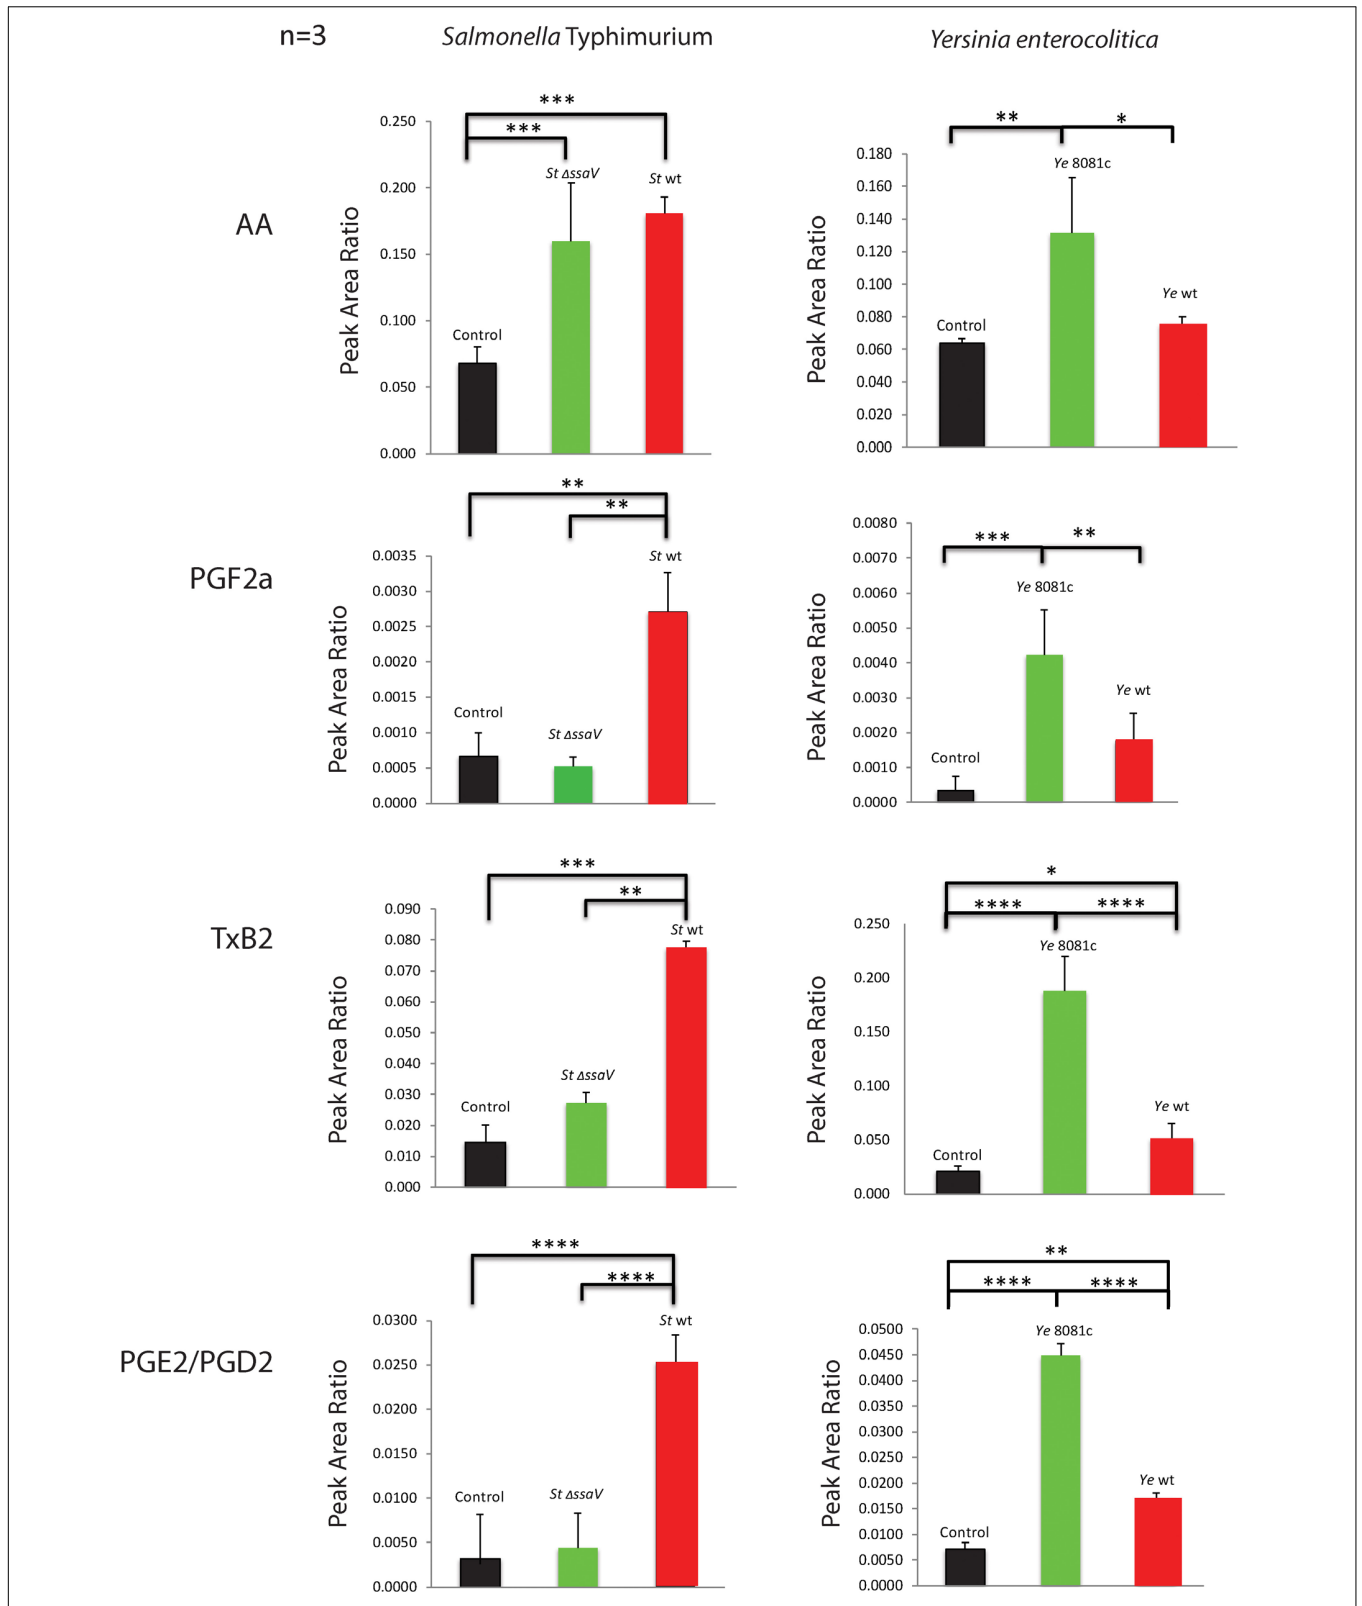 n=3
Salmonella Typhimurium
Yersinia enterocolitica
AA
***
***
0.250
0.200
0.150
0.100
0.050
0.000
Peak Area Ratio
Control
St ΔssaV
St wt
**
*
0.180
0.160
0.140
0.120
0.100
0.080
0.060
0.040
0.020
0.000
Peak Area Ratio
Control
Ye 8081c
Ye wt
PGF2a
**
**
0.0035
0.0030
0.0025
0.0020
0.0015
0.0010
0.0005
0.0000
Peak Area Ratio
Control
St ΔssaV
St wt
***
**
0.0080
0.0070
0.0060
0.0050
0.0040
0.0030
0.0020
0.0010
0.0000
Peak Area Ratio
Control
Ye 8081c
Ye wt
TxB2
***
**
0.090
0.080
0.070
0.060
0.050
0.040
0.030
0.020
0.010
0.000
Peak Area Ratio
Control
St ΔssaV
St wt
*
****
****
0.250
0.200
0.150
0.100
0.050
0.000
Peak Area Ratio
Control
Ye 8081c
Ye wt
PGE2/PGD2
****
****
0.0300
0.0250
0.0200
0.0150
0.0100
0.0050
0.0000
Peak Area Ratio
Control
St ΔssaV
St wt
**
****
****
0.0500
0.0450
0.0400
0.0350
0.0300
0.0250
0.0200
0.0150
0.0100
0.0050
0.0000
Peak Area Ratio
Control
Ye 8081c
Ye wt